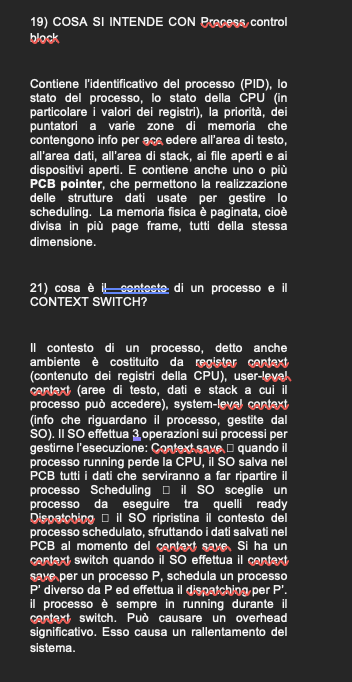 19) COSA SI INTENDE CON Process control
block
Contiene l'identificativo del processo (PID), lo
stato del processo, lo stato della CPU (in
particolare i valori dei registri), la priorità, dei
puntatori a varie zone di memoria che
contengono info per acc edere all'area di testo,
all'area dati, all'area di stack, ai file aperti e ai
dispositivi aperti. E contiene anche uno o più
PCB pointer, che permettono la realizzazione
delle strutture dati usate per gestire lo
scheduling. La memoria fisica è paginata, cioè
divisa in più page frame, tutti della stessa
dimensione.
21) cosa è il contesto di un processo e il
CONTEXT SWITCH?
Il contesto di un processo, detto anche
ambiente è costituito da register context
(contenuto dei registri della CPU), user-level
context (aree di testo, dati e stack a cui il
processo può accedere), system-level context
(info che riguardano il processo, gestite dal
SO). Il SO effettua 3 operazioni sui processi per
gestirne l'esecuzione: Context save □ quando il
processo running perde la CPU, il SO salva nel
PCB tutti i dati che serviranno a far ripartire il
processo Scheduling □ il SO sceglie un
processo da eseguire tra quelli ready
Dispatching □ il SO ripristina il contesto del
processo schedulato, sfruttando i dati salvati nel
PCB al momento del context save. Si ha un
context switch quando il SO effettua il context
save per un processo P, schedula un processo
P' diverso da P ed effettua il dispatching per P'.
il processo è sempre in running durante il
context switch. Può causare un overhead
significativo. Esso causa un rallentamento del
sistema.